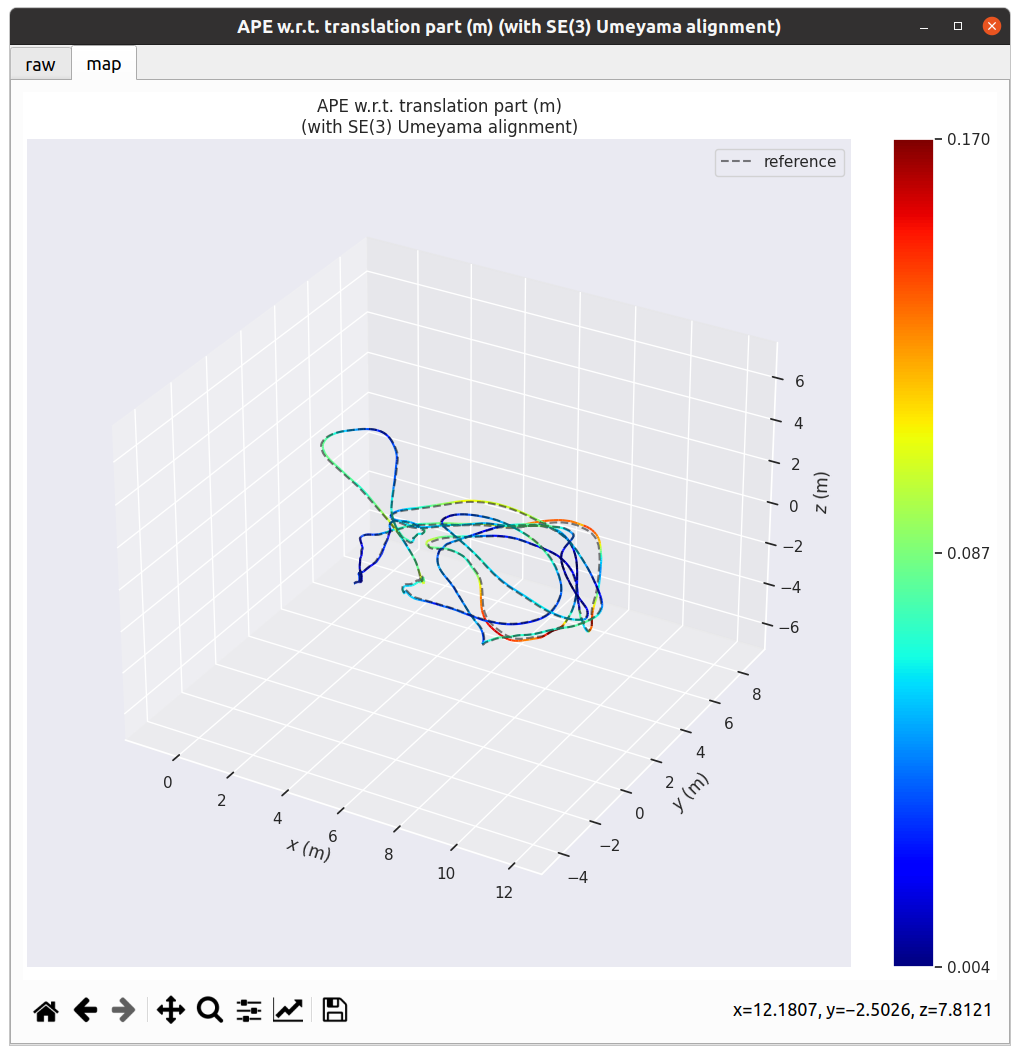 APE w.r.t. translation part (m) (with SE(3) Umeyama alignment)
raw
map
APE w.r.t. translation part (m)
(with SE(3) Umeyama alignment)
reference
0.170
0.087
0.004
6
4
2
0
−2
−4
−6
z (m)
8
6
4
2
0
−2
−4
y (m)
0
2
4
6
8
10
12
x (m)
x=12.1807, y=−2.5026, z=7.8121